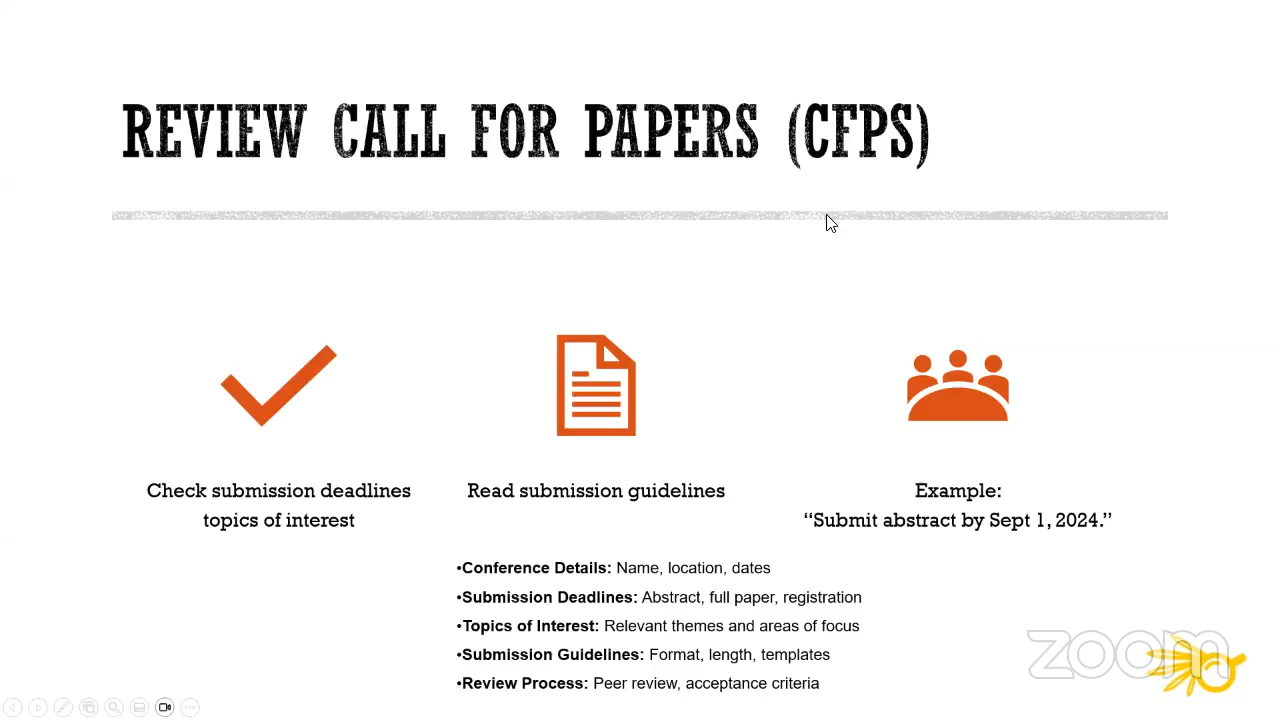 REVIEW CALL FOR PAPERS (CFPS)
Check submission deadlines
topics of interest
Read submission guidelines
Example:
“Submit abstract by Sept 1, 2024.”
•Conference Details: Name, location, dates
•Submission Deadlines: Abstract, full paper, registration
•Topics of Interest: Relevant themes and areas of focus
•Submission Guidelines: Format, length, templates
•Review Process: Peer review, acceptance criteria
zoom